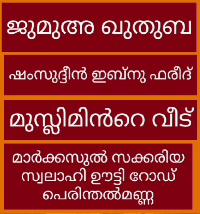 ജുമുഅ ഖുതുബ
ഷംസുദ്ദീൻ ഇബ്നു ഫരീദ്
മുസ്ലിമിൻറെ വീട്
മാർക്കസുൽ സക്കരിയ
സ്വലാഹി ഊട്ടി റോഡ്
പെരിന്തൽമണ്ണ